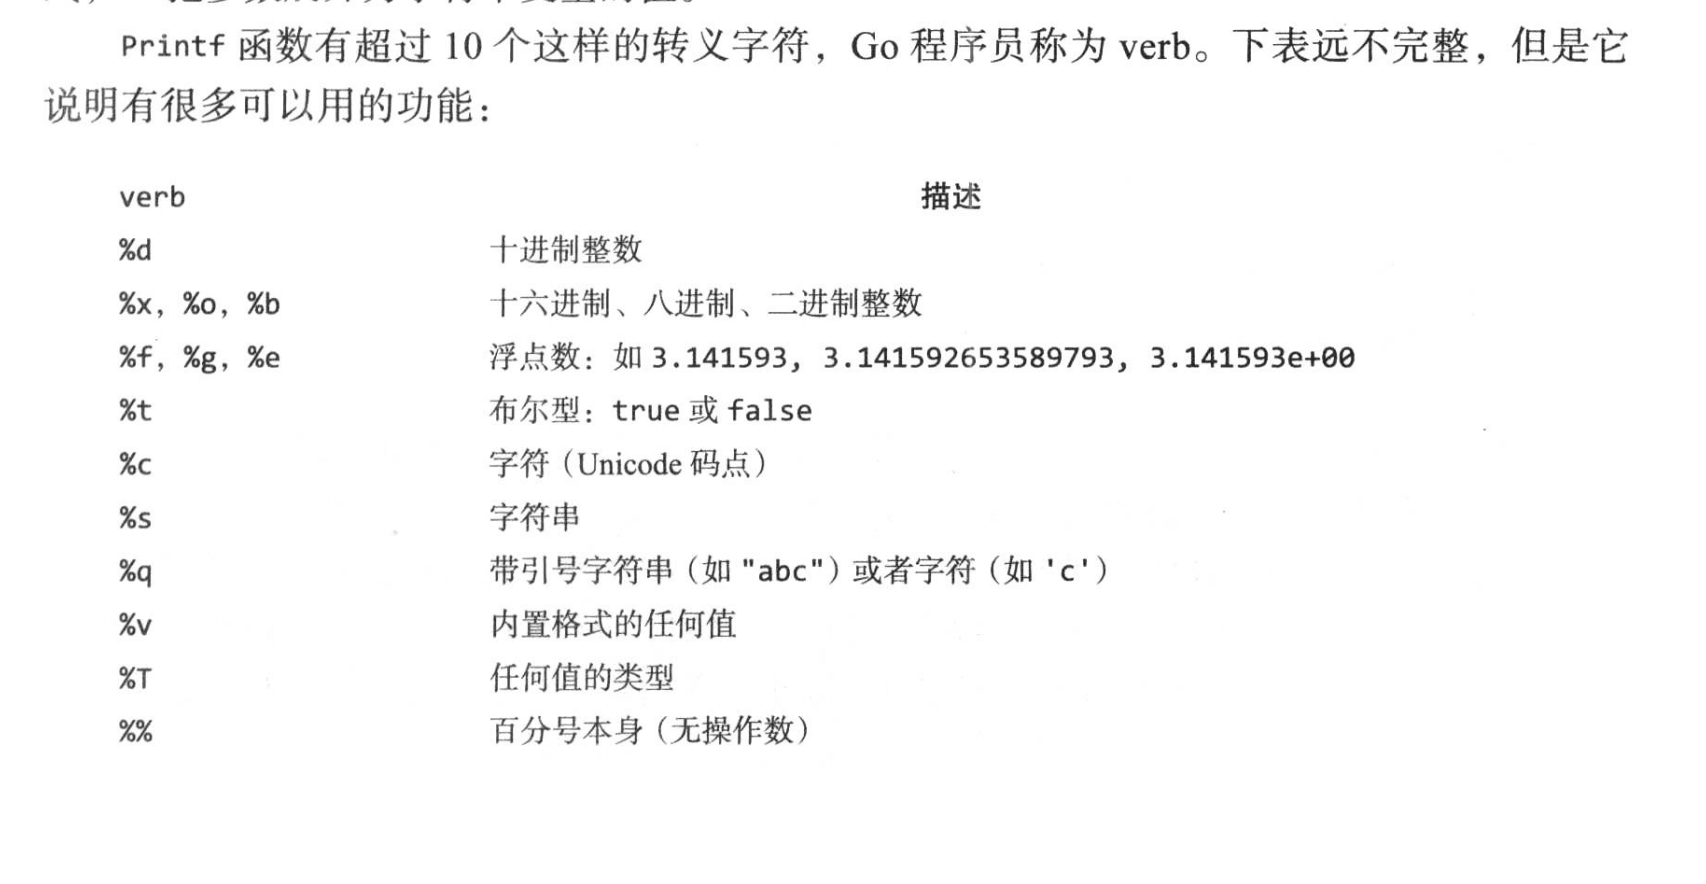 Printf 函数有超过 10 个这样的转义字符，Go 程序员称为 verb。下表远不完整，但是它
说明有很多可以用的功能：
verb 描述
%d 十进制整数
%x, %o, %b 十六进制、八进制、二进制整数
%f, %g, %e 浮点数：如 3.141593, 3.141592653589793, 3.141593e+00
%t 布尔型：true 或 false
%c 字符（Unicode 码点）
%s 字符串
%q 带引号字符串（如 "abc"）或者字符（如 'c'）
%v 内置格式的任何值
%T 任何值的类型
%% 百分号本身（无操作数）